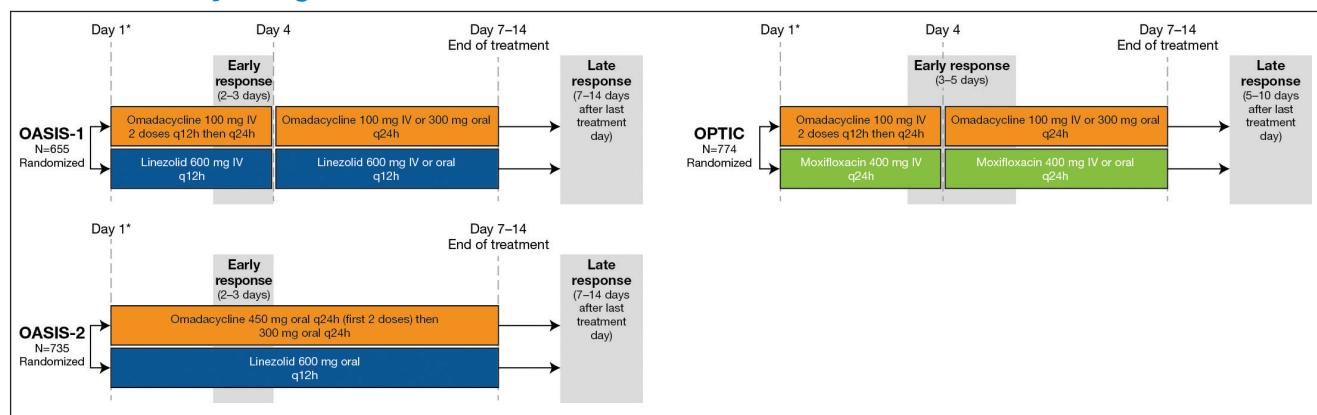 Day 1*
Day 4
Day 7–14
End of treatment
Early
response
(2–3 days)
Late
response
(7–14 days
after last
treatment
day)
OASIS-1
N=655
Randomized
Omadacycline 100 mg IV
2 doses q12h then q24h
Omadacycline 100 mg IV or 300 mg oral
q24h
Linezolid 600 mg IV
q12h
Linezolid 600 mg IV or oral
q12h
Day 1*
Day 7–14
End of treatment
Early
response
(2–3 days)
Late
response
(7–14 days
after last
treatment
day)
OASIS-2
N=735
Randomized
Omadacycline 450 mg oral q24h (first 2 doses) then
300 mg oral q24h
Linezolid 600 mg oral
q12h
Day 1*
Day 4
Day 7–14
End of treatment
Early response
(3–5 days)
Late
response
(5–10 days
after last
treatment
day)
OPTIC
N=774
Randomized
Omadacycline 100 mg IV
2 doses q12h then q24h
Omadacycline 100 mg IV or 300 mg oral
q24h
Moxifloxacin 400 mg IV
q24h
Moxifloxacin 400 mg IV or oral
q24h